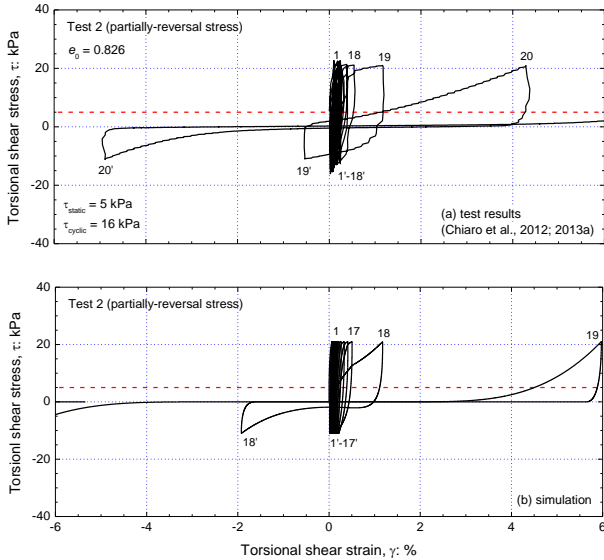 Test 2 (partially-reversal stress)
e0 = 0.826
1 18 19 20
20' 19' 1'-18'
τstatic = 5 kPa
τcyclic = 16 kPa
(a) test results
(Chiaro et al., 2012; 2013a)
Torsional shear stress, τ: kPa
40
20
0
-20
-40
Test 2 (partially-reversal stress)
1 17 18 19
18' 1'-17'
(b) simulation
Torsionl shear stress, τ: kPa
40
20
0
-20
-40
-6 -4 -2 0 2 4 6
Torsional shear strain, γ: %